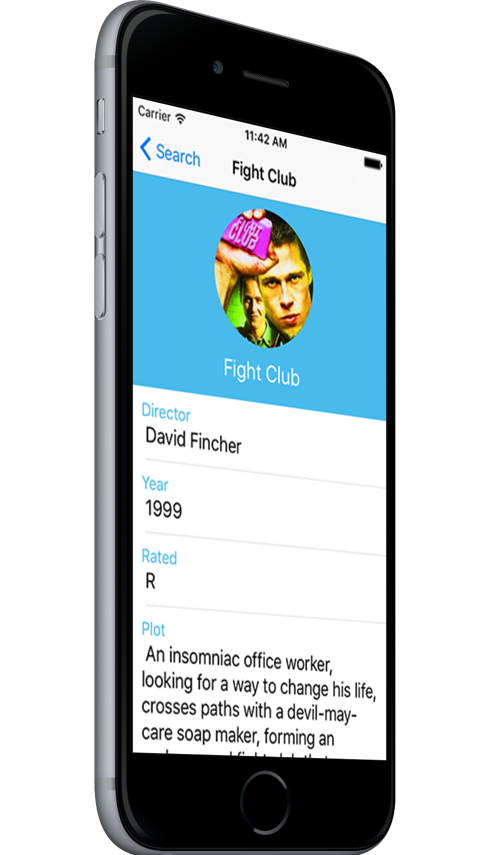 Carrier
11:42 AM
Search
Fight Club
FIGHT
CLUB
Fight Club
Director
David Fincher
Year
1999
Rated
R
Plot
An insomniac office worker,
looking for a way to change his life,
crosses paths with a devil-may-
care soap maker, forming an